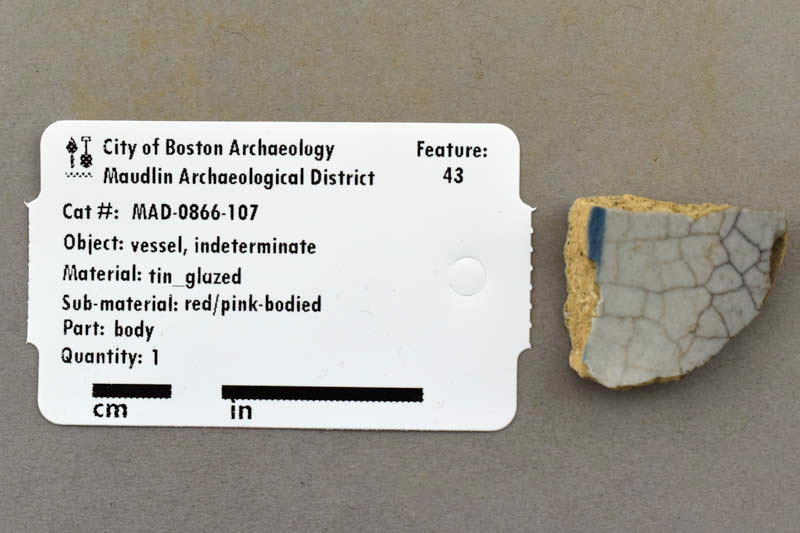 City of Boston Archaeology
Maudlin Archaeological District
Feature:
43
Cat #: MAD-0866-107
Object: vessel, indeterminate
Material: tin_glazed
Sub-material: red/pink-bodied
Part: body
Quantity: 1
cm in